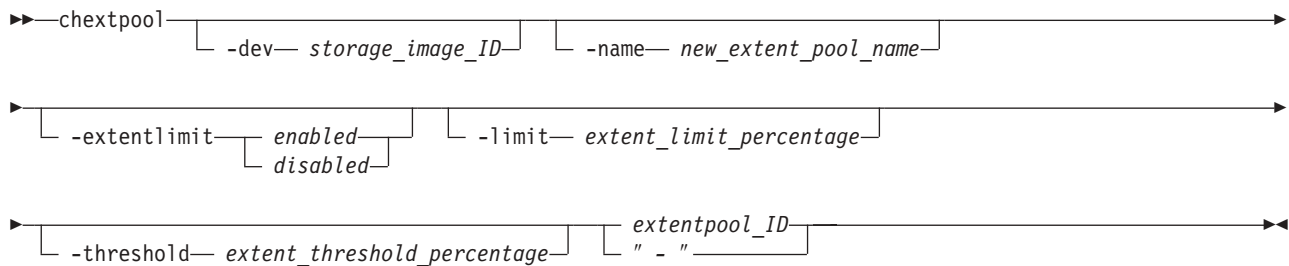 chextpool
-dev storage_image_ID -name new_extent_pool_name
-extentlimit enabled -limit extent_limit_percentage
disabled
extentpool_ID
-threshold extent_threshold_percentage " - "